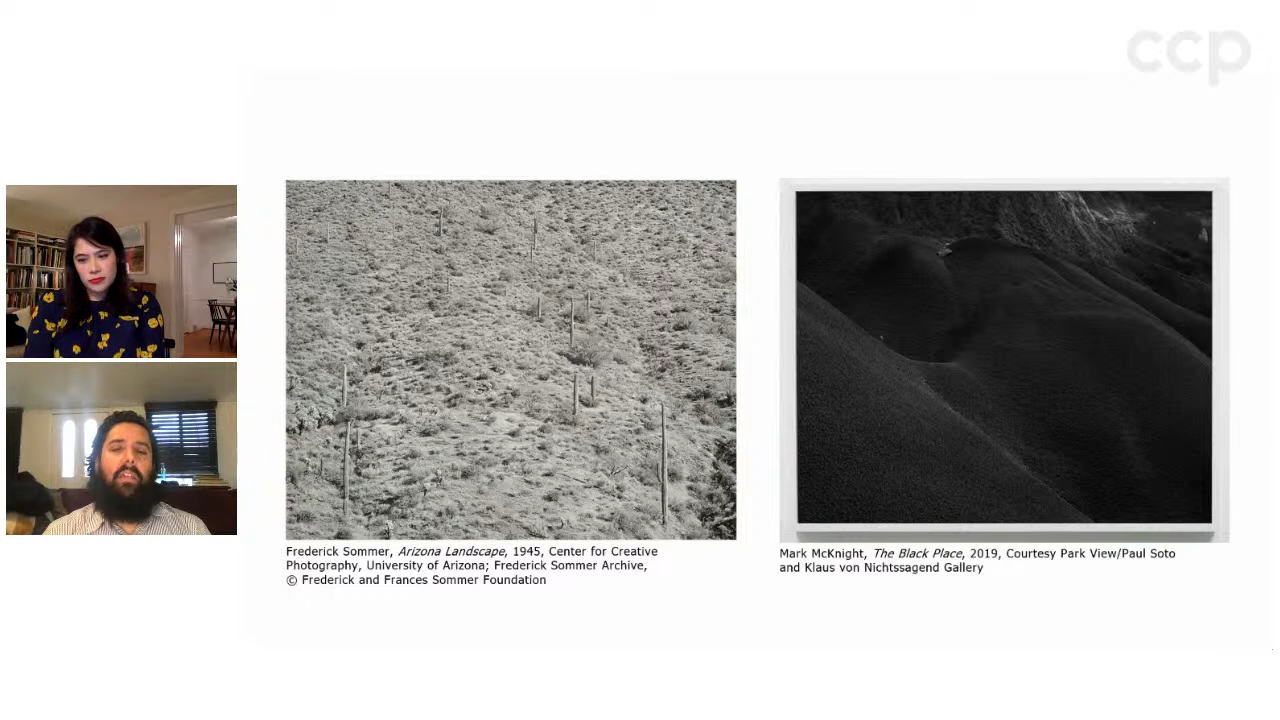 ccp
Frederick Sommer, Arizona Landscape, 1945, Center for Creative
Photography, University of Arizona; Frederick Sommer Archive,
© Frederick and Frances Sommer Foundation
Mark McKnight, The Black Place, 2019, Courtesy Park View/Paul Soto
and Klaus von Nichtssagend Gallery